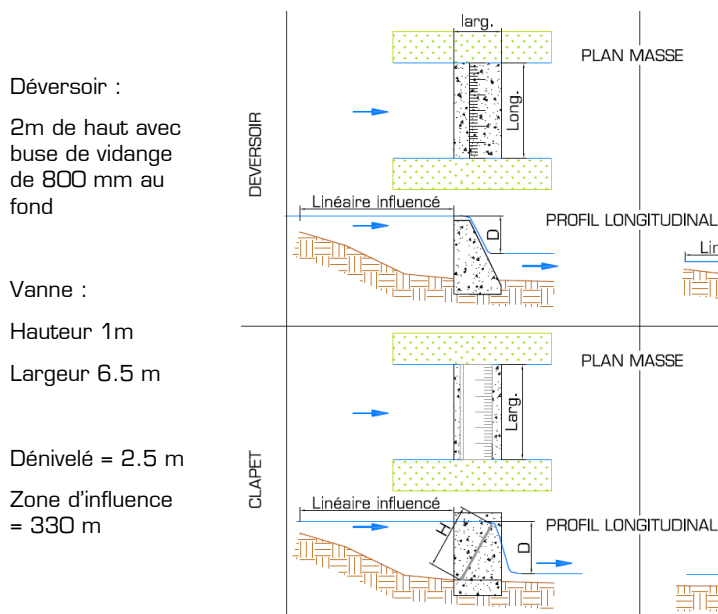 Déversoir :
2m de haut avec
buse de vidange
de 800 mm au
fond
Vanne :
Hauteur 1m
Largeur 6.5 m
Dénivelé = 2.5 m
Zone d'influence
= 330 m
DEVERSOIR
larg.
PLAN MASSE
Long.
Linéaire influencé
D
PROFIL LONGITUDINAL
Lin
CLAPET
PLAN MASSE
Larg.
Linéaire influencé
H
D
PROFIL LONGITUDINAL